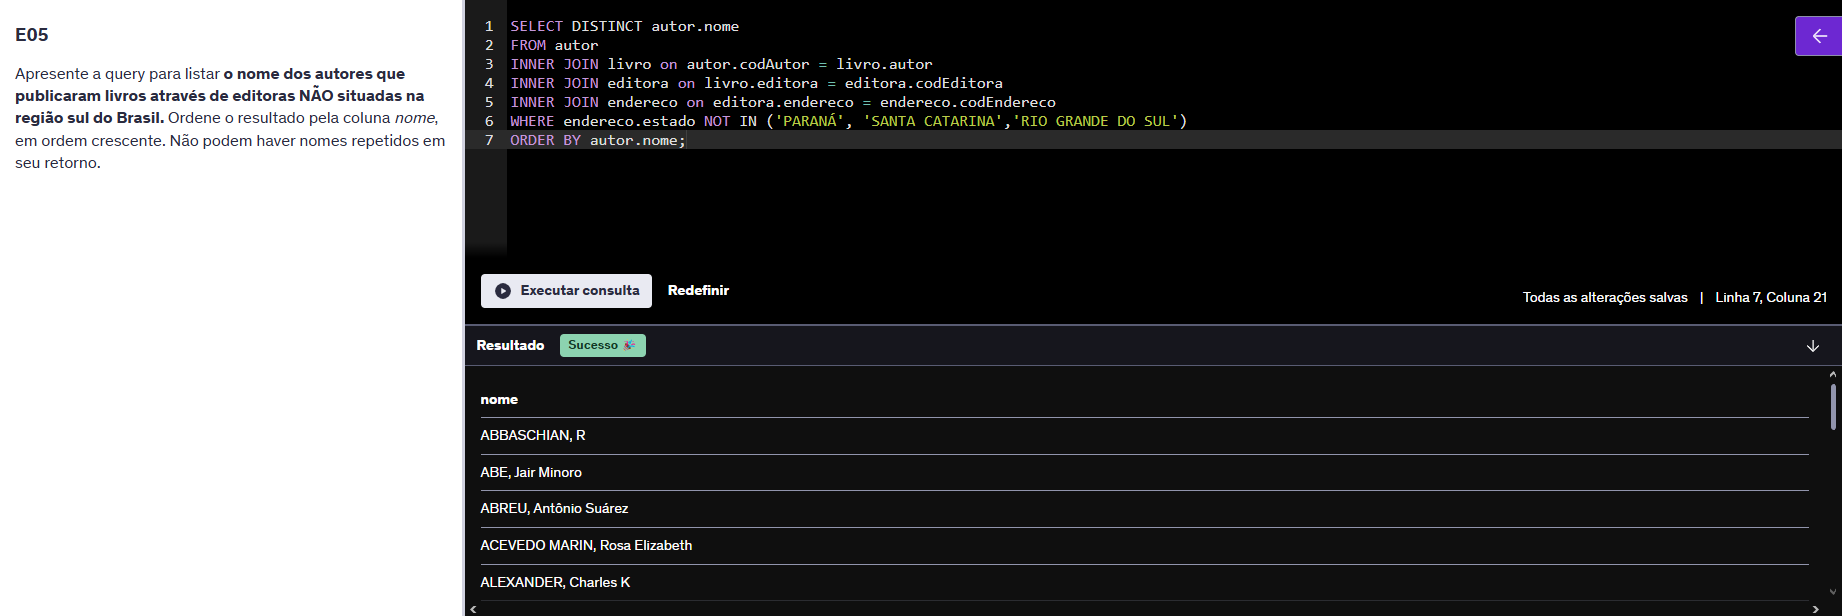 E05
Apresente a query para listar o nome dos autores que
publicaram livros através de editoras NÃO situadas na
região sul do Brasil. Ordene o resultado pela coluna nome,
em ordem crescente. Não podem haver nomes repetidos em
seu retorno.
1 SELECT DISTINCT autor.nome
2 FROM autor
3 INNER JOIN livro on autor.codAutor = livro.autor
4 INNER JOIN editora on livro.editora = editora.codEditora
5 INNER JOIN endereco on editora.endereco = endereco.codEndereco
6 WHERE endereco.estado NOT IN ('PARANÁ', 'SANTA CATARINA','RIO GRANDE DO SUL')
7 ORDER BY autor.nome;
Executar consulta Redefinir
Todas as alterações salvas | Linha 7, Coluna 21
Resultado Sucesso 🎉
nome
ABBASCHIAN, R
ABE, Jair Minoro
ABREU, Antônio Suárez
ACEVEDO MARIN, Rosa Elizabeth
ALEXANDER, Charles K